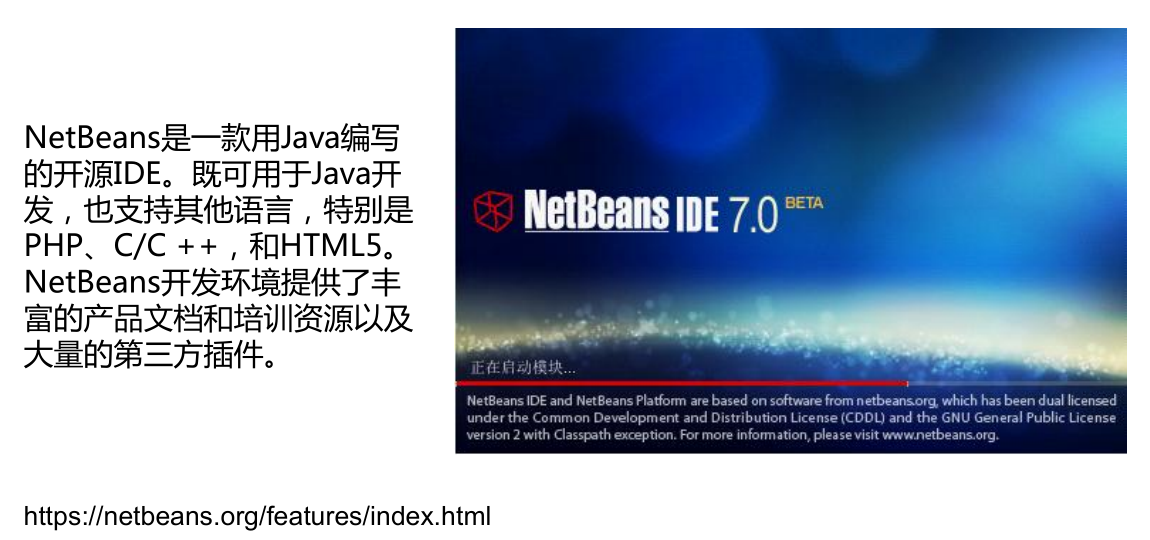 NetBeans是一款用Java编写
的开源IDE。既可用于Java开
发，也支持其他语言，特别是
PHP、C/C ++，和HTML5。
NetBeans开发环境提供了丰
富的产品文档和培训资源以及
大量的第三方插件。
NetBeans IDE 7.0 BETA
正在启动模块...
NetBeans IDE and NetBeans Platform are based on software from netbeans.org, which has been dual licensed
under the Common Development and Distribution License (CDDL) and the GNU General Public License
version 2 with Classpath exception. For more information, please visit www.netbeans.org.
https://netbeans.org/features/index.html